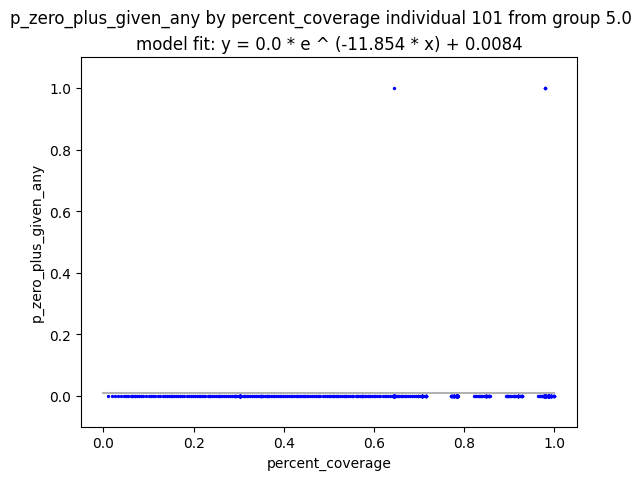 p_zero_plus_given_any by percent_coverage individual 101 from group 5.0
model fit: y = 0.0 * e ^ (-11.854 * x) + 0.0084
1.0
0.8
0.6
0.4
0.2
0.0
p_zero_plus_given_any
0.0 0.2 0.4 0.6 0.8 1.0
percent_coverage